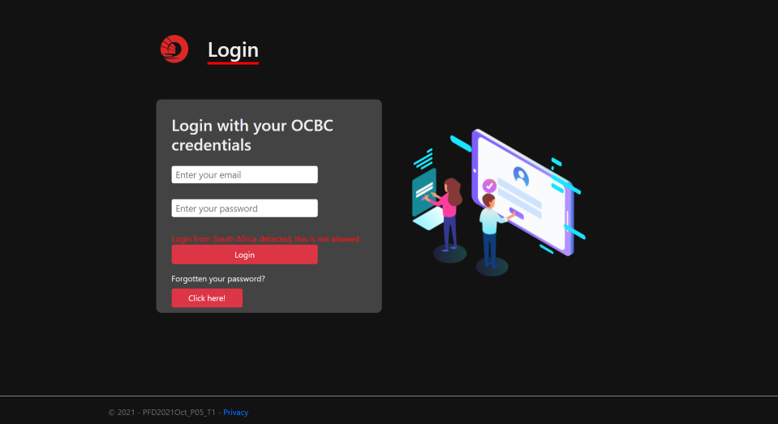 Login
Login with your OCBC
credentials
Enter your email
Enter your password
Login from South Africa detected, this is not allowed
Login
Forgotten your password?
Click here!
© 2021 - PFD2021Oct_P05_T1 - Privacy